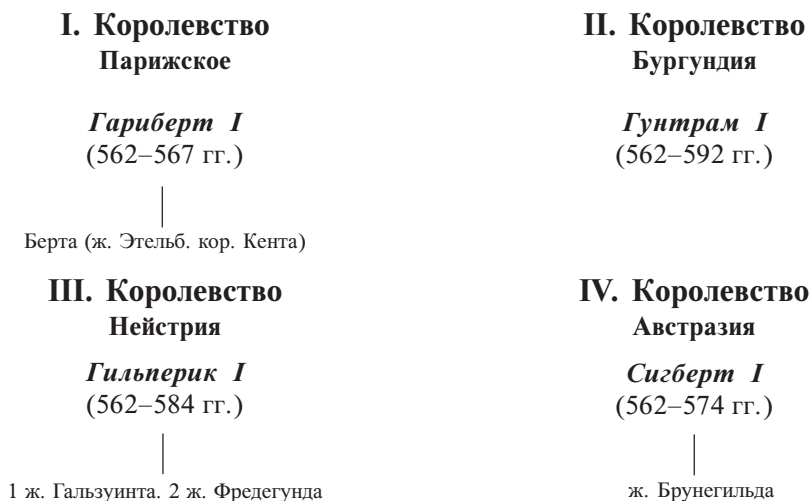 I. Королевство
Парижское
Гариберт I
(562–567 гг.)
Берта (ж. Этельб. кор. Кента)
II. Королевство
Бургундия
Гунтрам I
(562–592 гг.)
III. Королевство
Нейстрия
Гильперик I
(562–584 гг.)
1 ж. Гальзуинта. 2 ж. Фредегунда
IV. Королевство
Австразия
Сигберт I
(562–574 гг.)
ж. Брунегильда